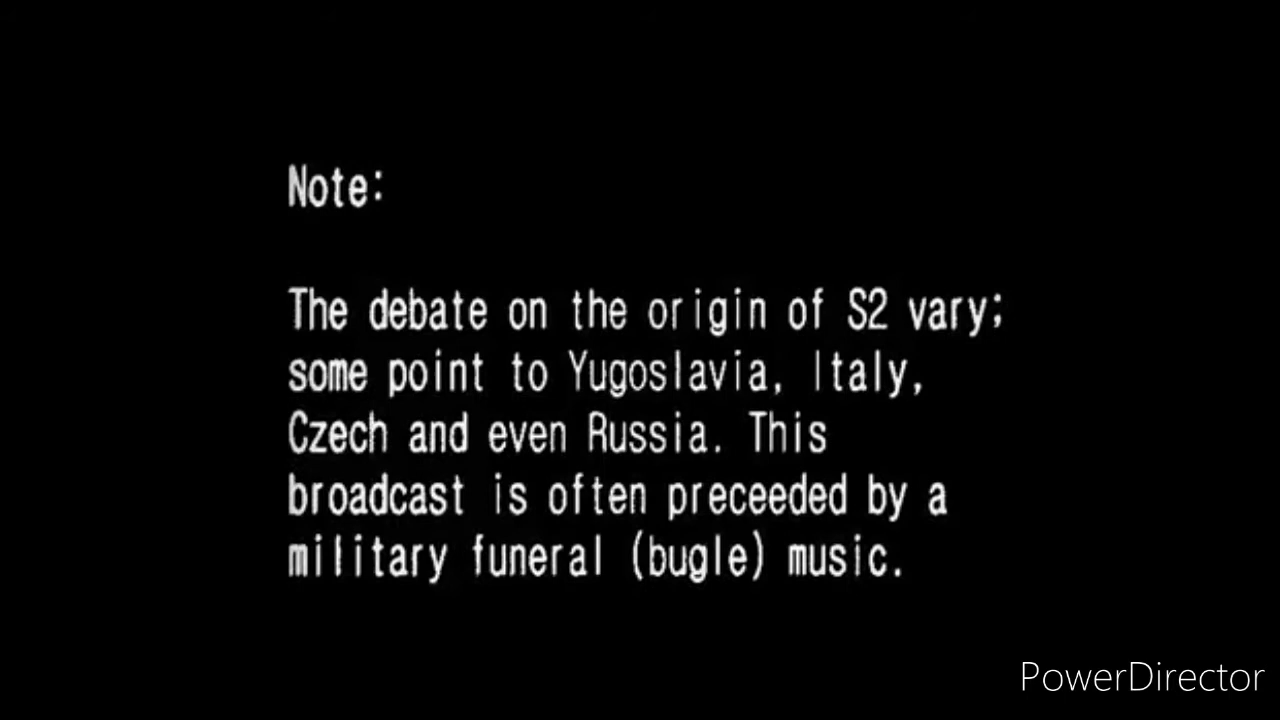 Note:
The debate on the origin of S2 vary;
some point to Yugoslavia, Italy,
Czech and even Russia. This
broadcast is often preceeded by a
military funeral (bugle) music.
PowerDirector